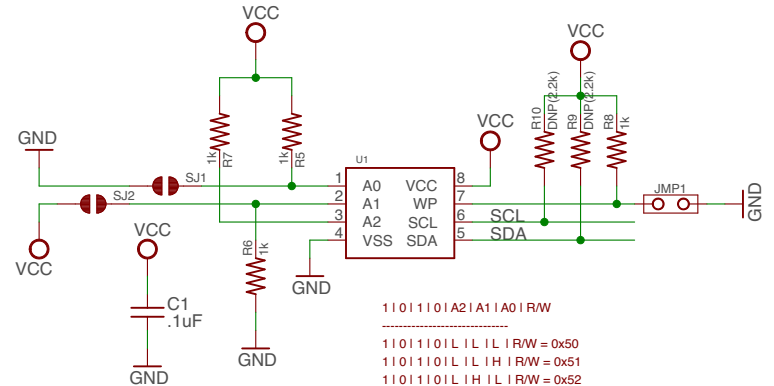 VCC
VCC
R7
1k
R5
1k
R10
DNP(2.2k)
R9
DNP(2.2k)
R8
1k
GND
VCC
U1
SJ1
1 A0 VCC 8
JMP1
SJ2
2 A1 WP 7
GND
3 A2 SCL 6 SCL
4 VSS SDA 5 SDA
VCC
VCC
R6
1k
GND
C1
.1uF
GND
GND
1 | 0 | 1 | 0 | A2 | A1 | A0 | R/W
----------------------------
1 | 0 | 1 | 0 | L | L | L | R/W = 0x50
1 | 0 | 1 | 0 | L | L | H | R/W = 0x51
1 | 0 | 1 | 0 | L | H | L | R/W = 0x52